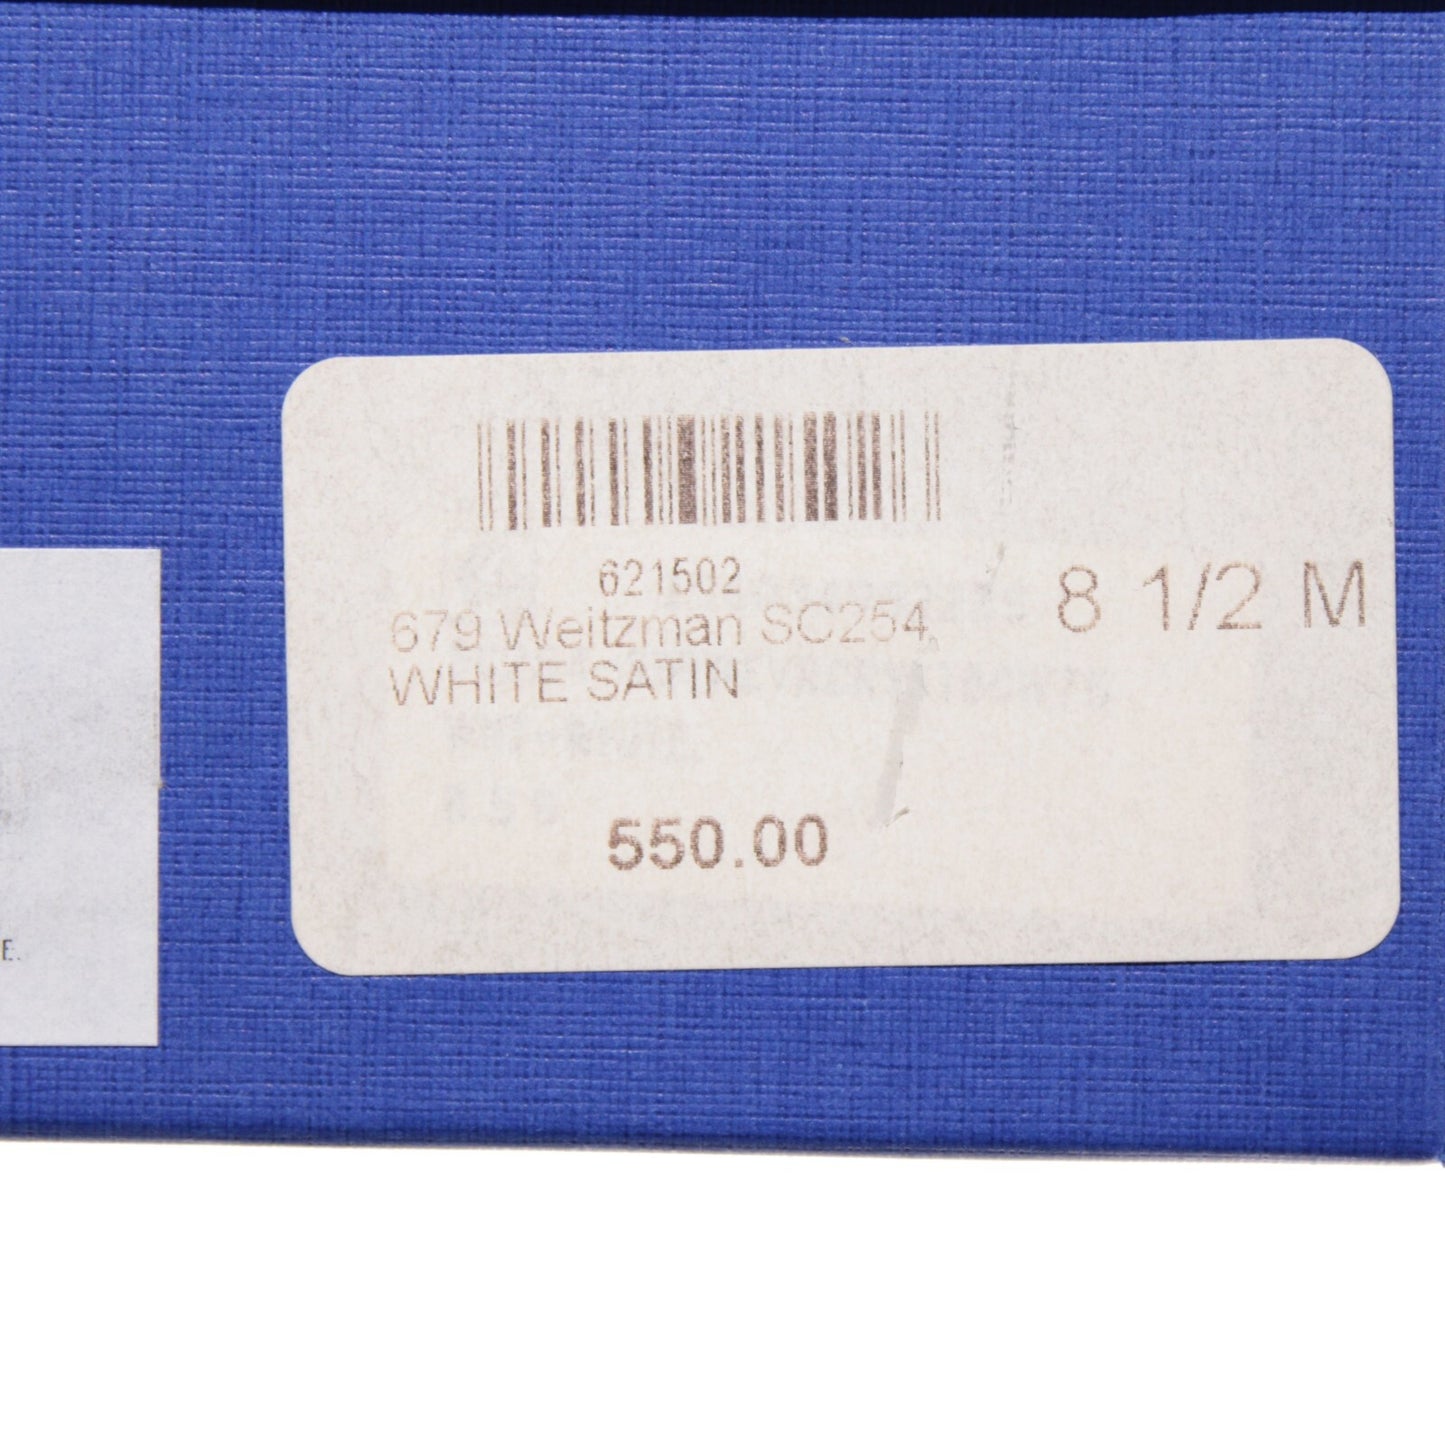 621502
679 Weitzman SC254, 8 1/2 M
WHITE SATIN
550.00
E.